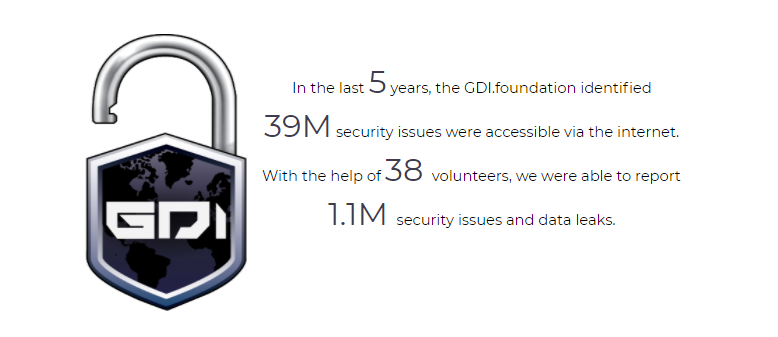 GDI
In the last 5 years, the GDI.foundation identified
39M security issues were accessible via the internet.
With the help of 38 volunteers, we were able to report
1.1M security issues and data leaks.